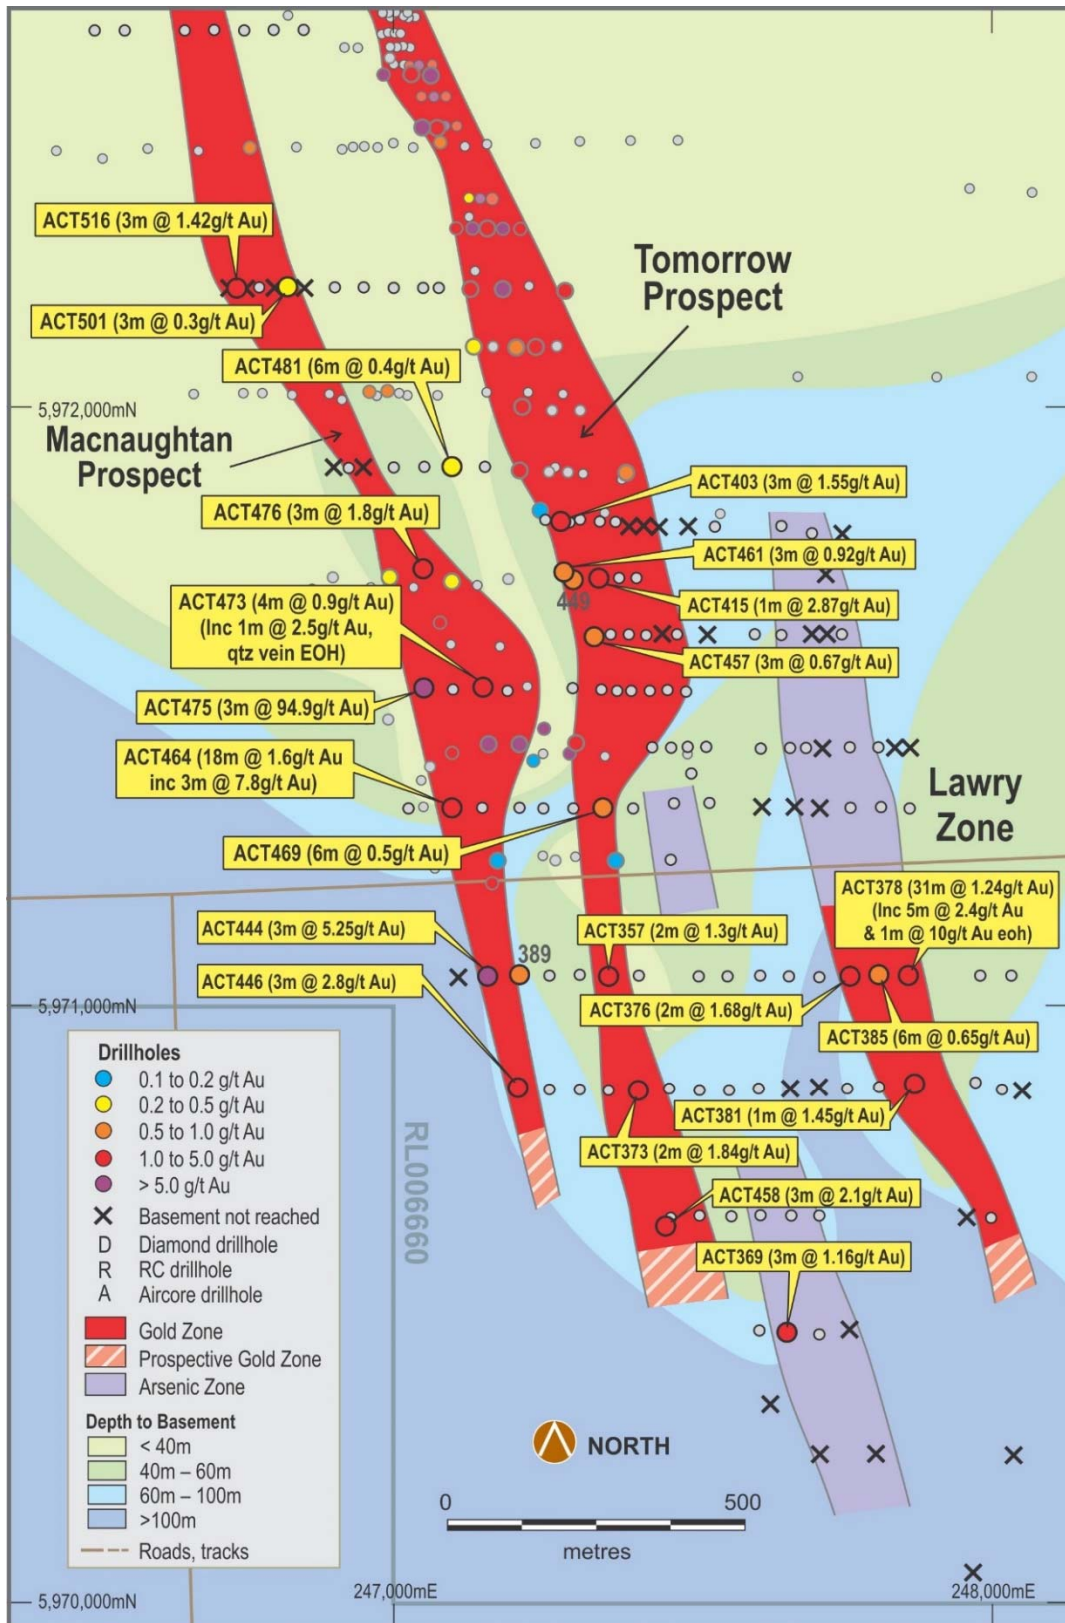 ACT516 (3m @ 1.42g/t Au)
Tomorrow
Prospect
ACT501 (3m @ 0.3g/t Au)
ACT481 (6m @ 0.4g/t Au)
5,972,000mN
Macnaughtan
Prospect
ACT403 (3m @ 1.55g/t Au)
ACT476 (3m @ 1.8g/t Au)
ACT461 (3m @ 0.92g/t Au)
449
ACT415 (1m @ 2.87g/t Au)
ACT473 (4m @ 0.9g/t Au)
(Inc 1m @ 2.5g/t Au,
qtz vein EOH)
ACT457 (3m @ 0.67g/t Au)
ACT475 (3m @ 94.9g/t Au)
ACT464 (18m @ 1.6g/t Au
inc 3m @ 7.8g/t Au)
Lawry
Zone
ACT469 (6m @ 0.5g/t Au)
ACT378 (31m @ 1.24g/t Au)
(Inc 5m @ 2.4g/t Au
& 1m @ 10g/t Au eoh)
ACT444 (3m @ 5.25g/t Au)
389
ACT357 (2m @ 1.3g/t Au)
ACT446 (3m @ 2.8g/t Au)
ACT376 (2m @ 1.68g/t Au)
5,971,000mN
ACT385 (6m @ 0.65g/t Au)
ACT381 (1m @ 1.45g/t Au)
ACT373 (2m @ 1.84g/t Au)
ACT458 (3m @ 2.1g/t Au)
ACT369 (3m @ 1.16g/t Au)
RL006660
Drillholes
0.1 to 0.2 g/t Au
0.2 to 0.5 g/t Au
0.5 to 1.0 g/t Au
1.0 to 5.0 g/t Au
> 5.0 g/t Au
Basement not reached
D Diamond drillhole
R RC drillhole
A Aircore drillhole
Gold Zone
Prospective Gold Zone
Arsenic Zone
Depth to Basement
< 40m
40m – 60m
60m – 100m
>100m
Roads, tracks
NORTH
0 500
metres
5,970,000mN
247,000mE
248,000mE